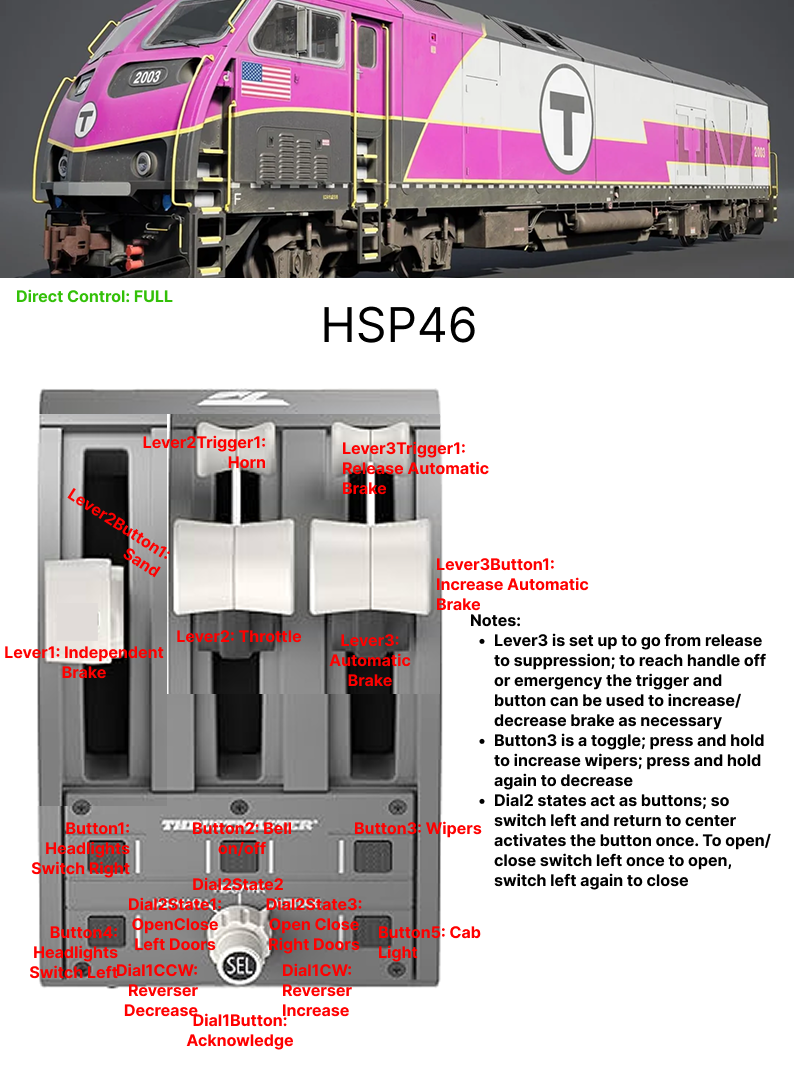 2003
T
T
2003
F
Direct Control: FULL
HSP46
Lever2Trigger1:
Horn
Lever3Trigger1:
Release Automatic
Brake
Lever2Button1:
Sand
Lever3Button1:
Increase Automatic
Brake
Lever1: Independent
Brake
Lever2: Throttle
Lever3:
Automatic
Brake
Notes:
• Lever3 is set up to go from release
to suppression; to reach handle off
or emergency the trigger and
button can be used to increase/
decrease brake as necessary
• Button3 is a toggle; press and hold
to increase wipers; press and hold
again to decrease
• Dial2 states act as buttons; so
switch left and return to center
activates the button once. To open/
close switch left once to open,
switch left again to close
THRUSTMASTER
Button1:
Headlights
Switch Right
Button2: Bell
on/off
Button3: Wipers
Dial2State2
Dial2State1:
OpenClose
Left Doors
Dial2State3:
Open Close
Right Doors
Button4:
Headlights
Switch Left
Button5: Cab
Light
SEL
Dial1CCW:
Reverser
Decrease
Dial1CW:
Reverser
Increase
Dial1Button:
Acknowledge